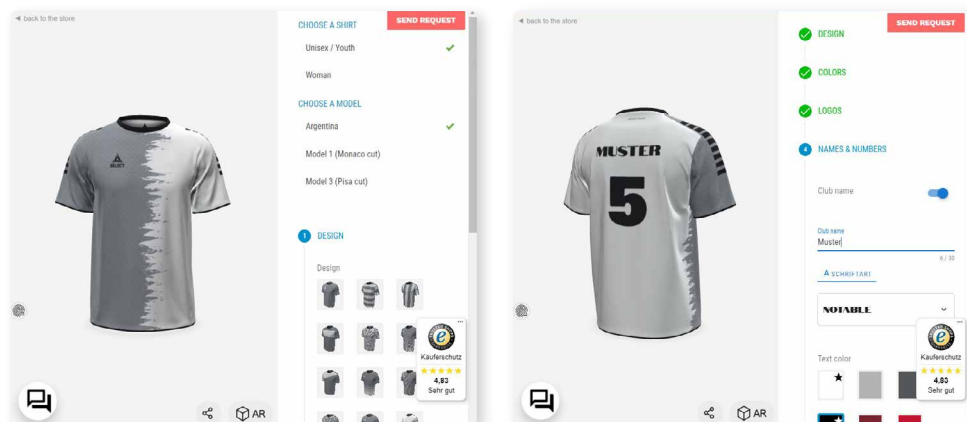 ◄ back to the store
SEND REQUEST
CHOOSE A SHIRT
Unisex / Youth
Woman
CHOOSE A MODEL
Argentina
Model 1 (Monaco cut)
Model 3 (Pisa cut)
1 DESIGN
Design
SELECT
Käuferschutz
4,83
Sehr gut
AR
◄ back to the store
SEND REQUEST
DESIGN
COLORS
LOGOS
4 NAMES & NUMBERS
Club name
Club name
Muster
6 / 30
A SCHRIFTART
NOTABLE
Text color
MUSTER
5
Käuferschutz
4,83
Sehr gut
AR